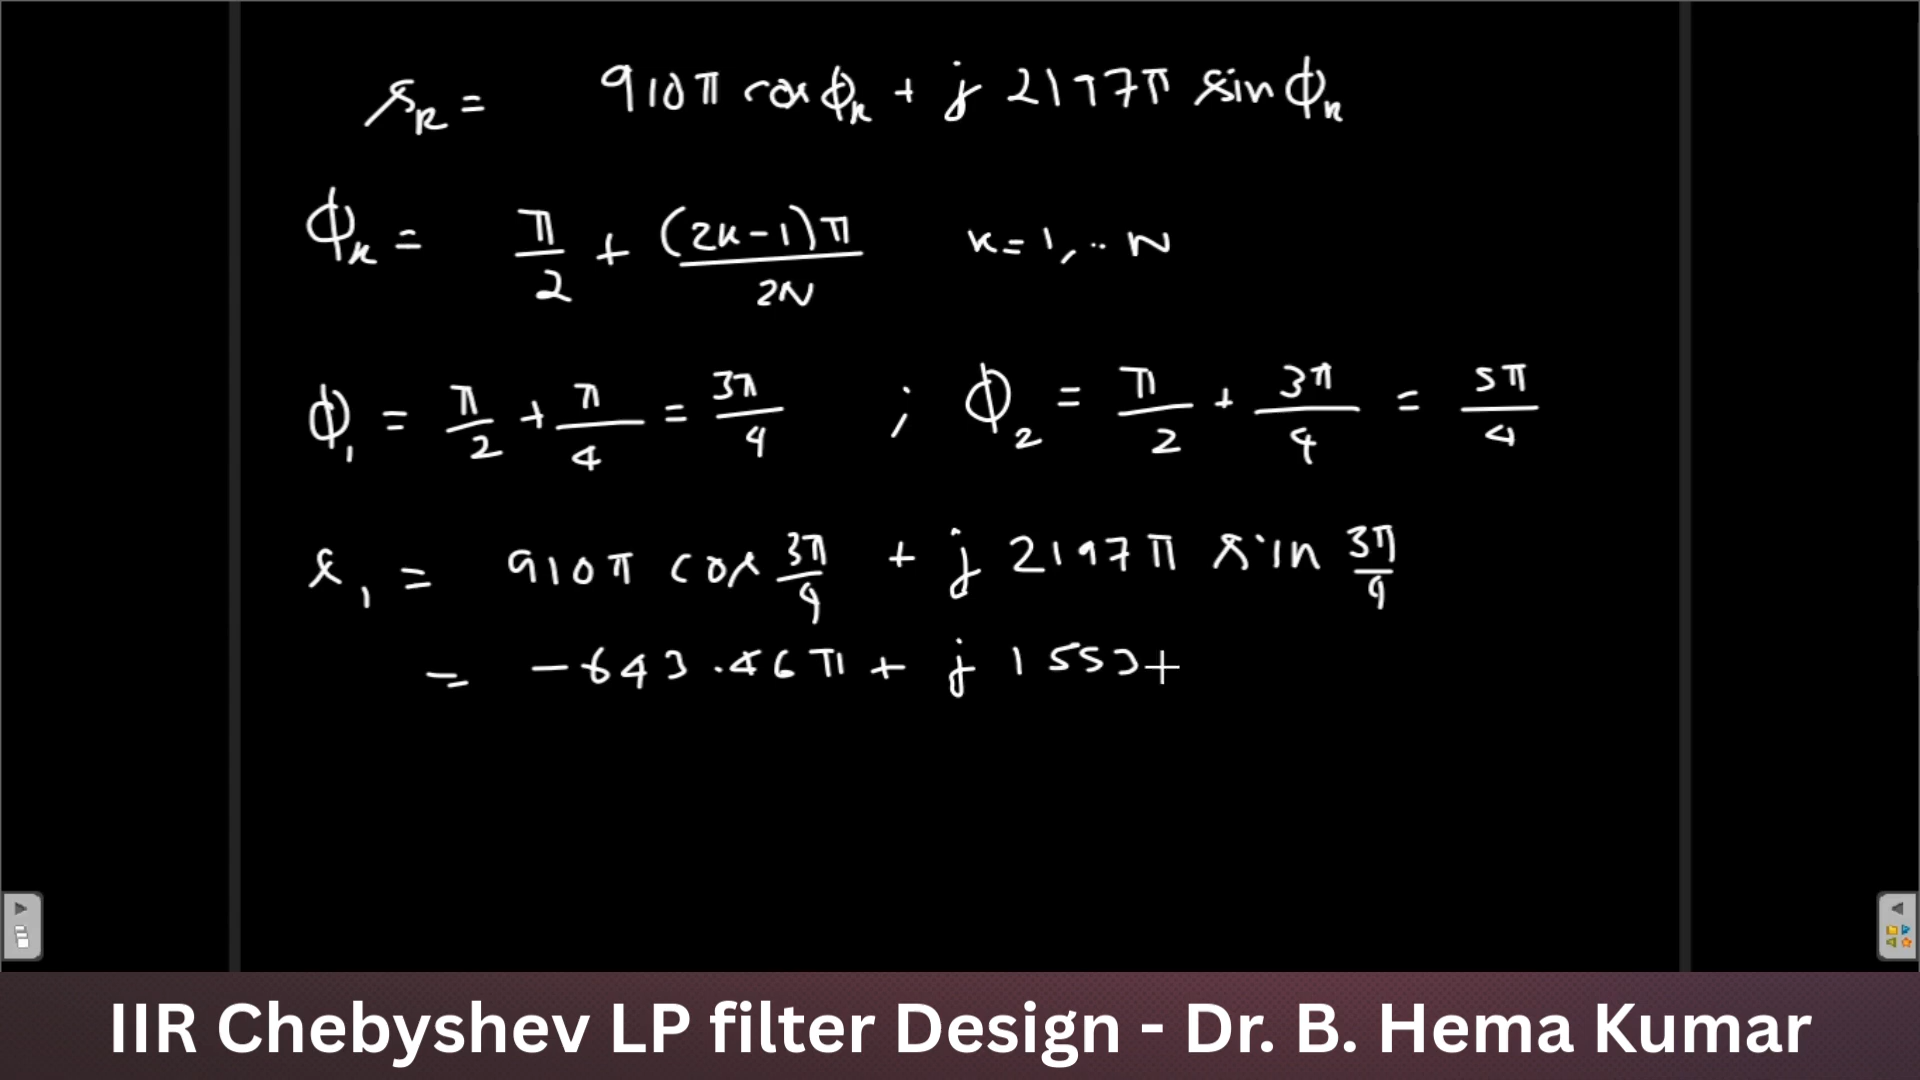 s_k = 910π cos ϕ_k + j 2197π sin ϕ_k
ϕ_k = π/2 + (2k-1)π/2N k=1,..N
ϕ_1 = π/2 + π/4 = 3π/4 ; ϕ_2 = π/2 + 3π/4 = 5π/4
s_1 = 910π cos 3π/4 + j 2197π sin 3π/4
= -643.46π + j 1553
IIR Chebyshev LP filter Design - Dr. B. Hema Kumar